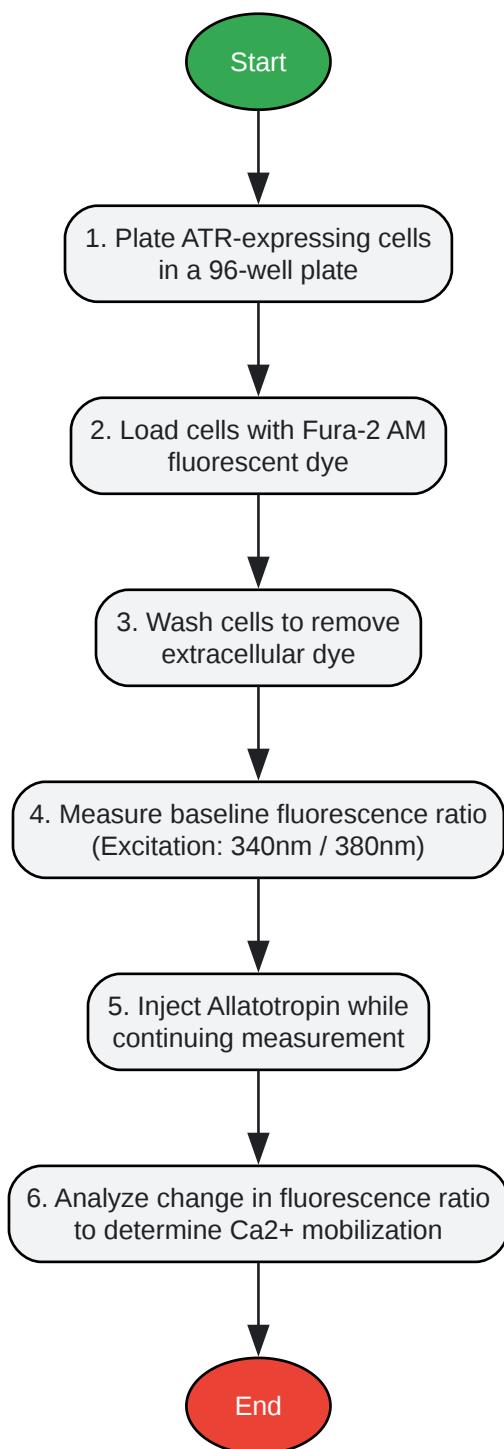 Start
1. Plate ATR-expressing cells
in a 96-well plate
2. Load cells with Fura-2 AM
fluorescent dye
3. Wash cells to remove
extracellular dye
4. Measure baseline fluorescence ratio
(Excitation: 340nm / 380nm)
5. Inject Allatotropin while
continuing measurement
6. Analyze change in fluorescence ratio
to determine Ca2+ mobilization
End